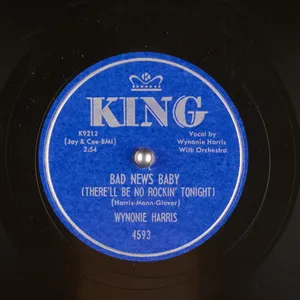 KING
K9212
(Jay & Cee-BMI)
2:54
Vocal by
Wynonie Harris
With Orchestra
BAD NEWS BABY
(THERE'LL BE NO ROCKIN' TONIGHT)
(Harris-Mann-Glover)
WYNONIE HARRIS
4593